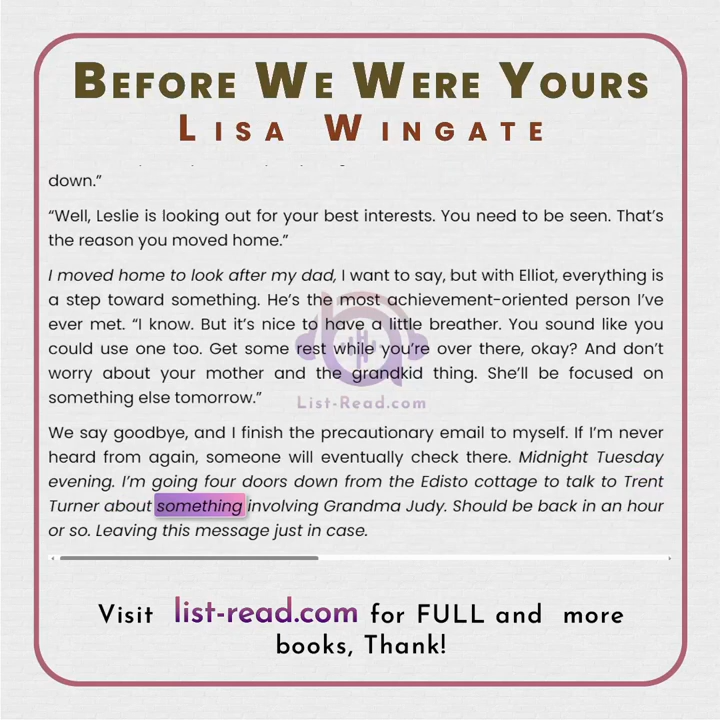 BEFORE WE WERE YOURS
LISA WINGATE
down.”
“Well, Leslie is looking out for your best interests. You need to be seen. That’s
the reason you moved home.”
I moved home to look after my dad, I want to say, but with Elliot, everything is
a step toward something. He’s the most achievement-oriented person I’ve
ever met. “I know. But it’s nice to have a little breather. You sound like you
could use one too. Get some rest while you’re over there, okay? And don’t
worry about your mother and the grandkid thing. She’ll be focused on
something else tomorrow.”
List-Read.com
We say goodbye, and I finish the precautionary email to myself. If I’m never
heard from again, someone will eventually check there. Midnight Tuesday
evening. I’m going four doors down from the Edisto cottage to talk to Trent
Turner about something involving Grandma Judy. Should be back in an hour
or so. Leaving this message just in case.
Visit list-read.com for FULL and more
books, Thank!